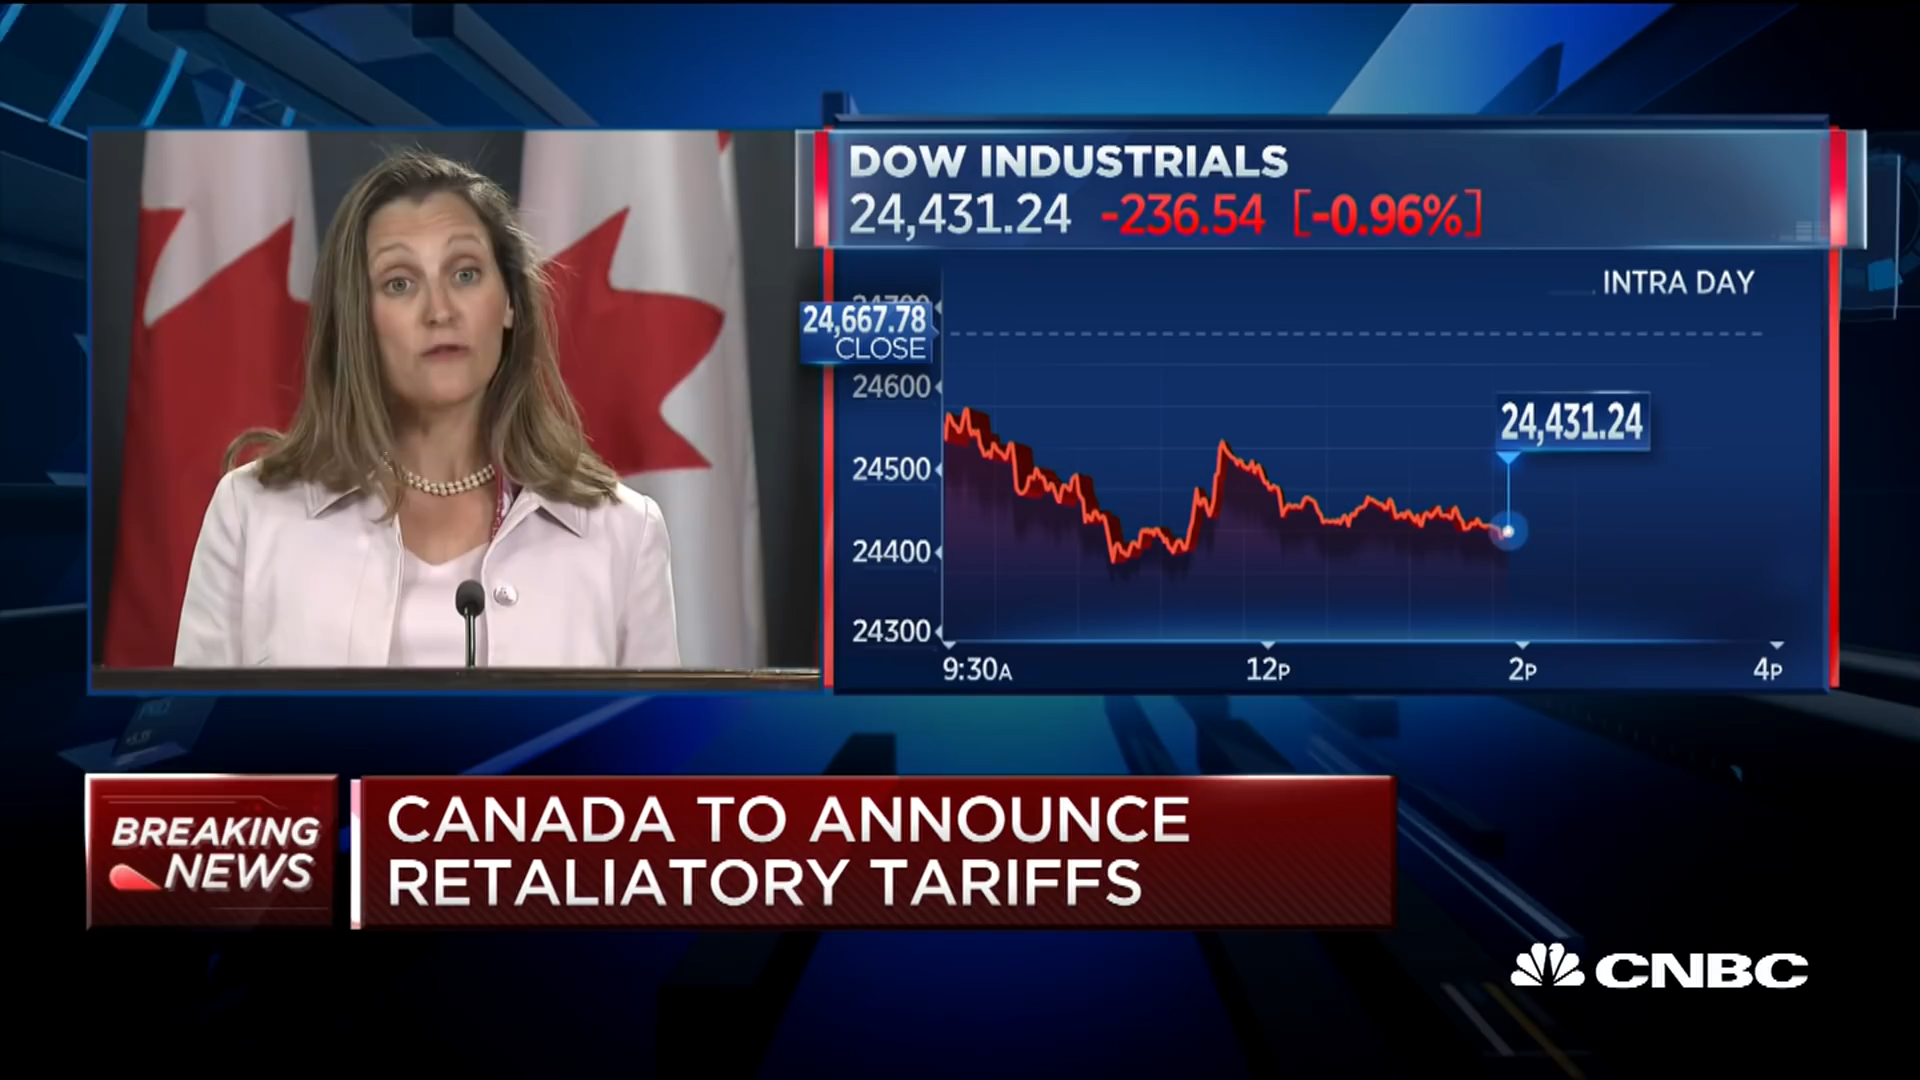 DOW INDUSTRIALS
24,431.24 -236.54 [-0.96%]
INTRA DAY
24,667.78
CLOSE
24600
24,431.24
24500
24400
24300
9:30A 12P 2P 4P
BREAKING
NEWS
CANADA TO ANNOUNCE
RETALIATORY TARIFFS
CNBC